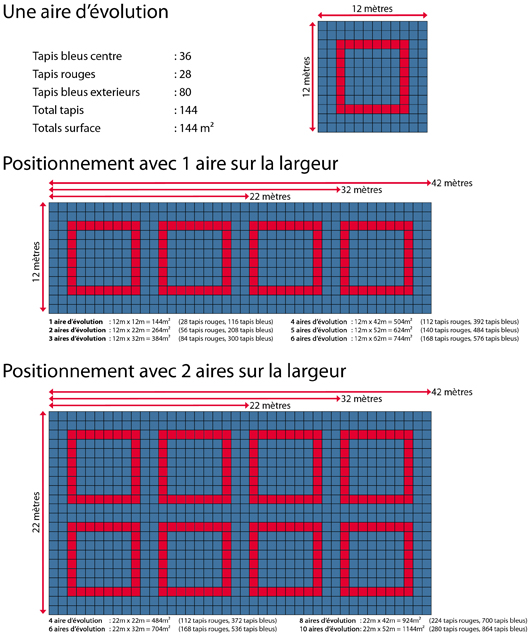 Une aire d’évolution
12 mètres
Tapis bleus centre : 36
Tapis rouges : 28
Tapis bleus exterieurs : 80
Total tapis : 144
Totals surface : 144 m²
12 mètres
Positionnement avec 1 aire sur la largeur
42 mètres
32 mètres
22 mètres
12 mètres
1 aire d’évolution : 12m x 12m = 144m² (28 tapis rouges, 116 tapis bleus)
2 aires d’évolution : 12m x 22m = 264m² (56 tapis rouges, 208 tapis bleus)
3 aires d’évolution : 12m x 32m = 384m² (84 tapis rouges, 300 tapis bleus)
4 aires d’évolution : 12m x 42m = 504m² (112 tapis rouges, 392 tapis bleus)
5 aires d’évolution : 12m x 52m = 624m² (140 tapis rouges, 484 tapis bleus)
6 aires d’évolution : 12m x 62m = 744m² (168 tapis rouges, 576 tapis bleus)
Positionnement avec 2 aires sur la largeur
42 mètres
32 mètres
22 mètres
22 mètres
4 aires d’évolution : 22m x 22m = 484m² (112 tapis rouges, 372 tapis bleus)
6 aires d’évolution : 22m x 32m = 704m² (168 tapis rouges, 536 tapis bleus)
8 aires d’évolution : 22m x 42m = 924m² (224 tapis rouges, 700 tapis bleus)
10 aires d’évolution: 22m x 52m = 1144m² (280 tapis rouges, 864 tapis bleus)